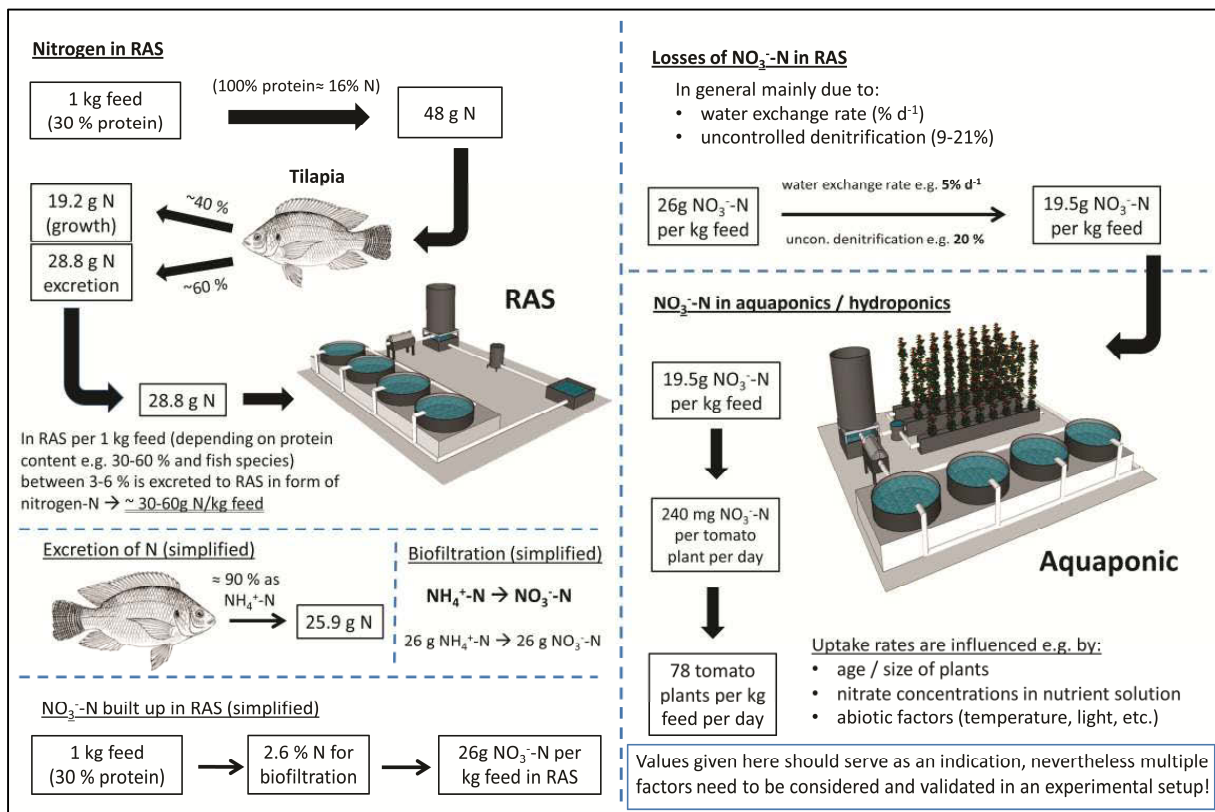 Nitrogen in RAS
1 kg feed
(30 % protein)
(100% protein≈ 16% N)
48 g N
Tilapia
19.2 g N
(growth)
~40 %
28.8 g N
excretion
~60 %
RAS
28.8 g N
In RAS per 1 kg feed (depending on protein
content e.g. 30-60 % and fish species)
between 3-6 % is excreted to RAS in form of
nitrogen-N → ~ 30-60g N/kg feed
Excretion of N (simplified)
≈ 90 % as
NH₄⁺-N
25.9 g N
Biofiltration (simplified)
NH₄⁺-N → NO₃⁻-N
26 g NH₄⁺-N → 26 g NO₃⁻-N
NO₃⁻-N built up in RAS (simplified)
1 kg feed
(30 % protein)
2.6 % N for
biofiltration
26g NO₃⁻-N per
kg feed in RAS
Losses of NO₃⁻-N in RAS
In general mainly due to:
• water exchange rate (% d⁻¹)
• uncontrolled denitrification (9-21%)
26g NO₃⁻-N
per kg feed
water exchange rate e.g. 5% d⁻¹
uncon. denitrification e.g. 20 %
19.5g NO₃⁻-N
per kg feed
NO₃⁻-N in aquaponics / hydroponics
19.5g NO₃⁻-N
per kg feed
240 mg NO₃⁻-N
per tomato
plant per day
78 tomato
plants per kg
feed per day
Aquaponic
Uptake rates are influenced e.g. by:
• age / size of plants
• nitrate concentrations in nutrient solution
• abiotic factors (temperature, light, etc.)
Values given here should serve as an indication, nevertheless multiple
factors need to be considered and validated in an experimental setup!